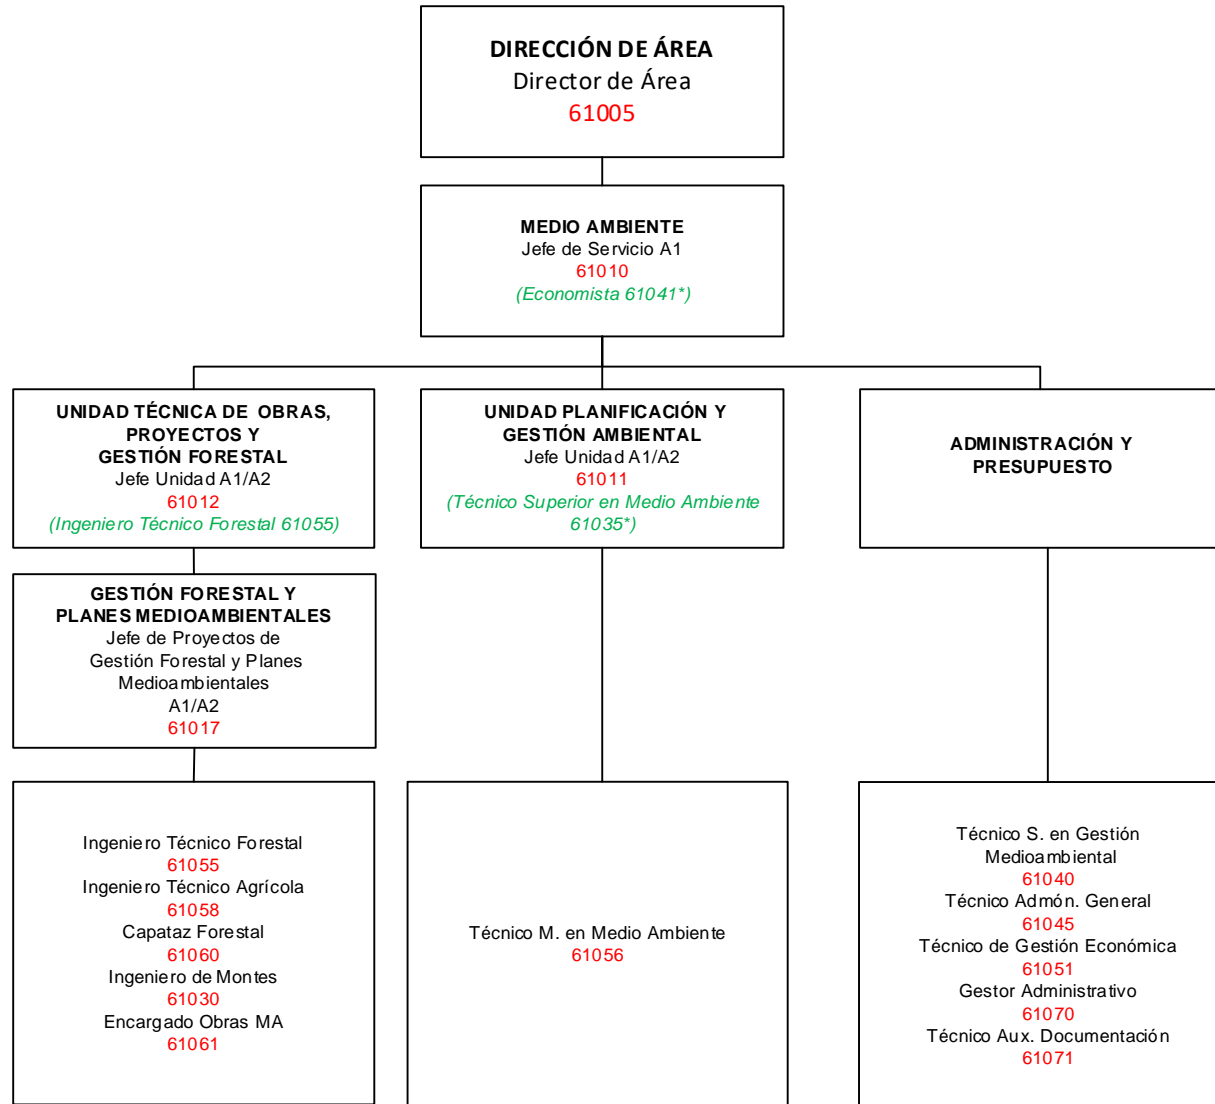 DIRECCIÓN DE ÁREA
Director de Área
61005
MEDIO AMBIENTE
Jefe de Servicio A1
61010
(Economista 61041*)
UNIDAD TÉCNICA DE OBRAS,
PROYECTOS Y
GESTIÓN FORESTAL
Jefe Unidad A1/A2
61012
(Ingeniero Técnico Forestal 61055)
UNIDAD PLANIFICACIÓN Y
GESTIÓN AMBIENTAL
Jefe Unidad A1/A2
61011
(Técnico Superior en Medio Ambiente
61035*)
ADMINISTRACIÓN Y
PRESUPUESTO
GESTIÓN FORESTAL Y
PLANES MEDIOAMBIENTALES
Jefe de Proyectos de
Gestión Forestal y Planes
Medioambientales
A1/A2
61017
Ingeniero Técnico Forestal
61055
Ingeniero Técnico Agrícola
61058
Capataz Forestal
61060
Ingeniero de Montes
61030
Encargado Obras MA
61061
Técnico M. en Medio Ambiente
61056
Técnico S. en Gestión
Medioambiental
61040
Técnico Admón. General
61045
Técnico de Gestión Económica
61051
Gestor Administrativo
61070
Técnico Aux. Documentación
61071